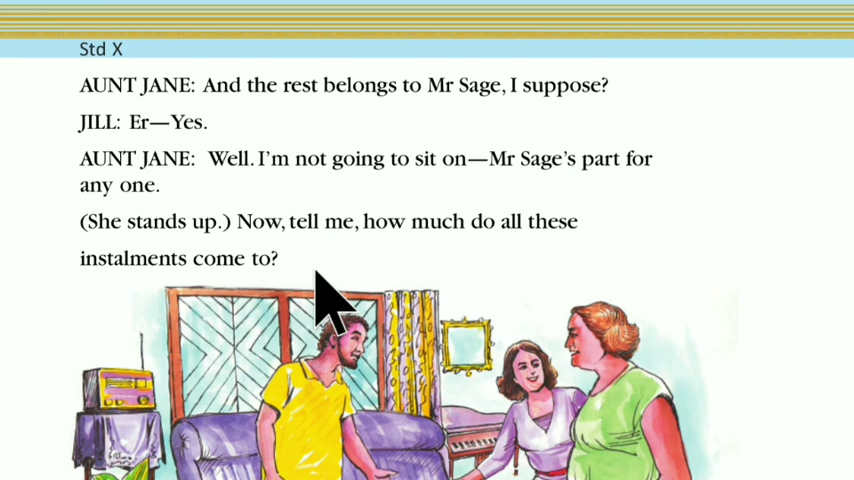 Std X
AUNT JANE: And the rest belongs to Mr Sage, I suppose?
JILL: Er—Yes.
AUNT JANE: Well. I'm not going to sit on—Mr Sage's part for
any one.
(She stands up.) Now, tell me, how much do all these
instalments come to?